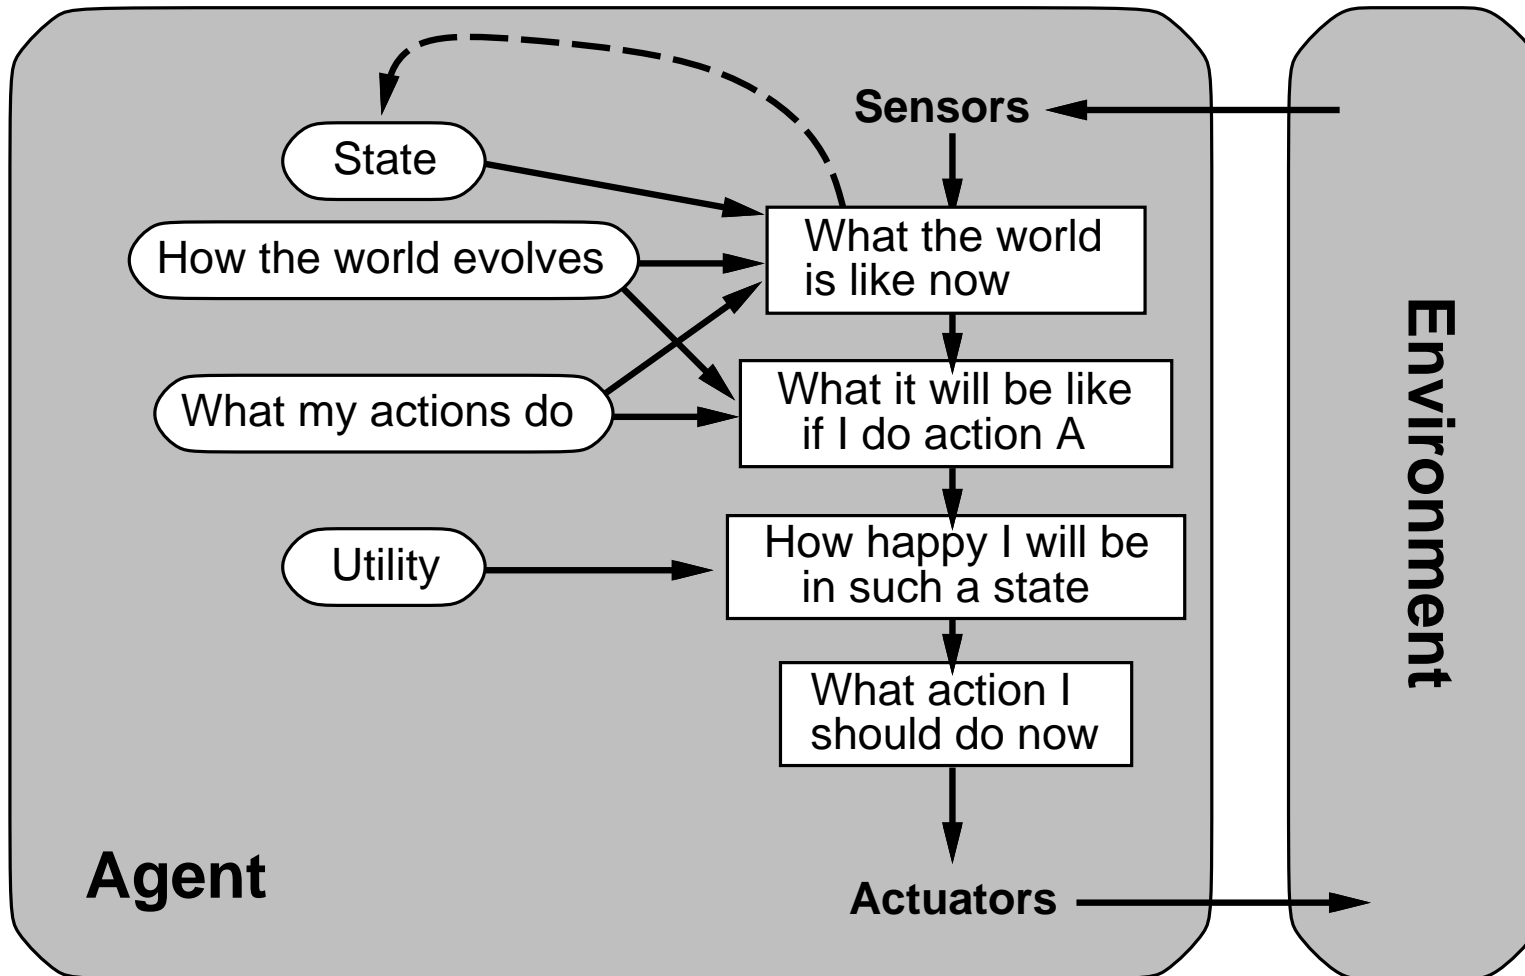 Sensors
State
What the world
is like now
How the world evolves
What it will be like
if I do action A
What my actions do
How happy I will be
in such a state
Utility
What action I
should do now
Agent
Actuators
Environment